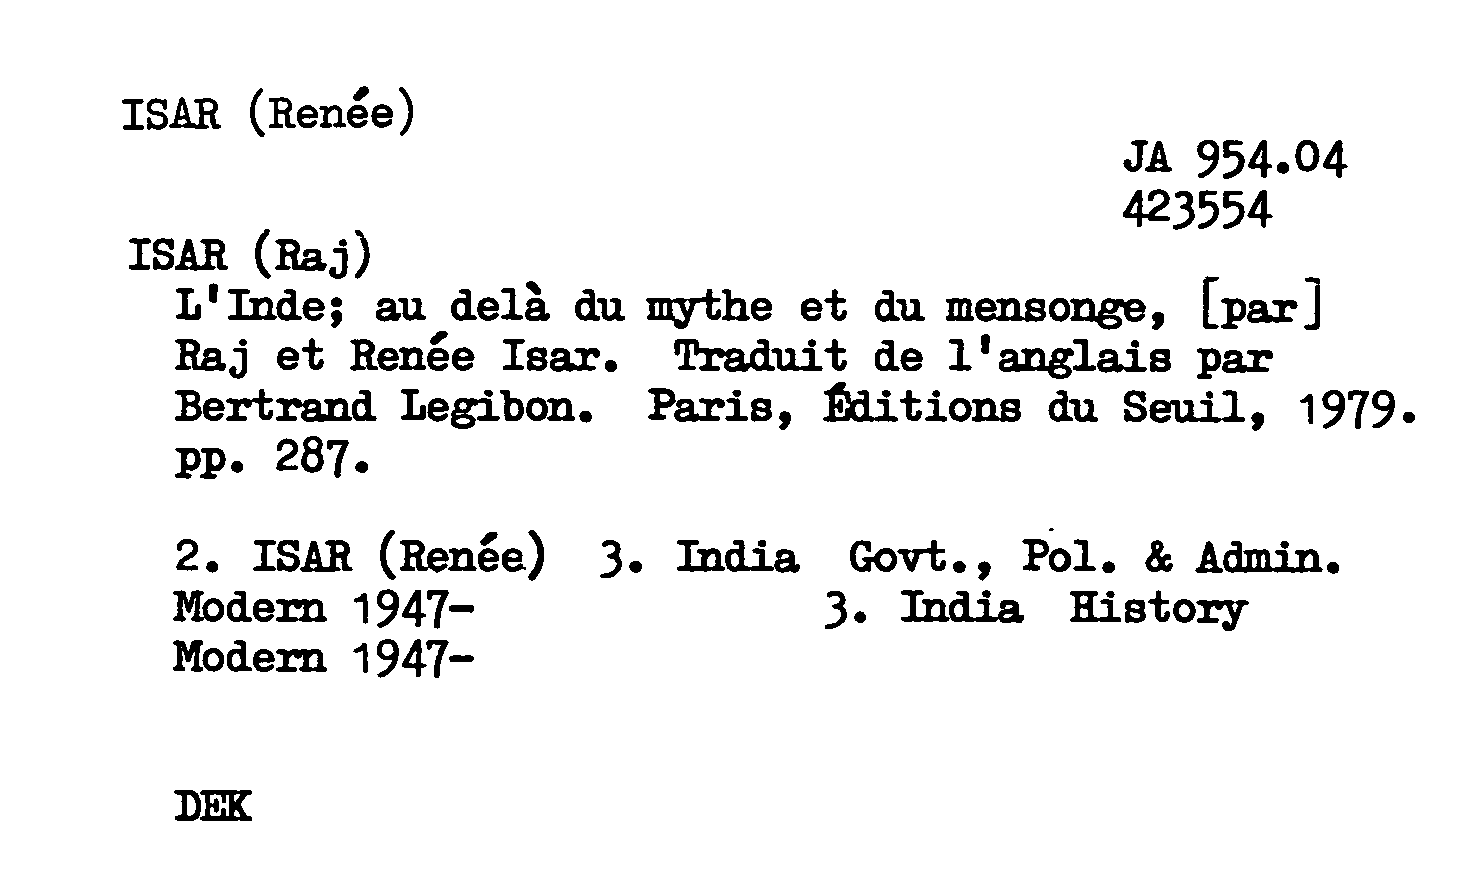 ISAR (Renée)
JA 954.04
423554
ISAR (Raj)
L'Inde; au delà du mythe et du mensonge, [par]
Raj et Renée Isar. Traduit de l'anglais par
Bertrand Legibon. Paris, Éditions du Seuil, 1979.
pp. 287.
2. ISAR (Renée) 3. India Govt., Pol. & Admin.
Modern 1947- 3. India History
Modern 1947-
DEK